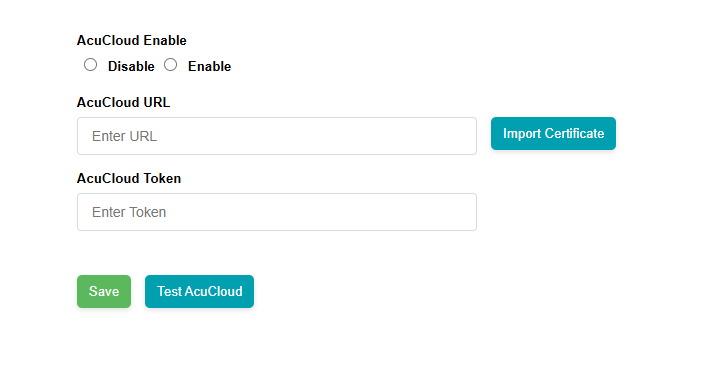 AcuCloud Enable
Disable Enable
AcuCloud URL
Enter URL
Import Certificate
AcuCloud Token
Enter Token
Save Test AcuCloud